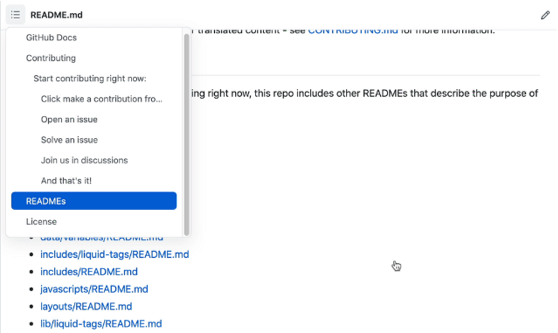 README.md
translated content - see CONTRIBUTING.md for more information.
GitHub Docs
Contributing
Start contributing right now:
Click make a contribution fro...
Open an issue
Solve an issue
Join us in discussions
And that's it!
READMEs
License
ing right now, this repo includes other READMEs that describe the purpose of
data/variables/README.md
includes/liquid-tags/README.md
includes/README.md
javascripts/README.md
layouts/README.md
lib/liquid-tags/README.md